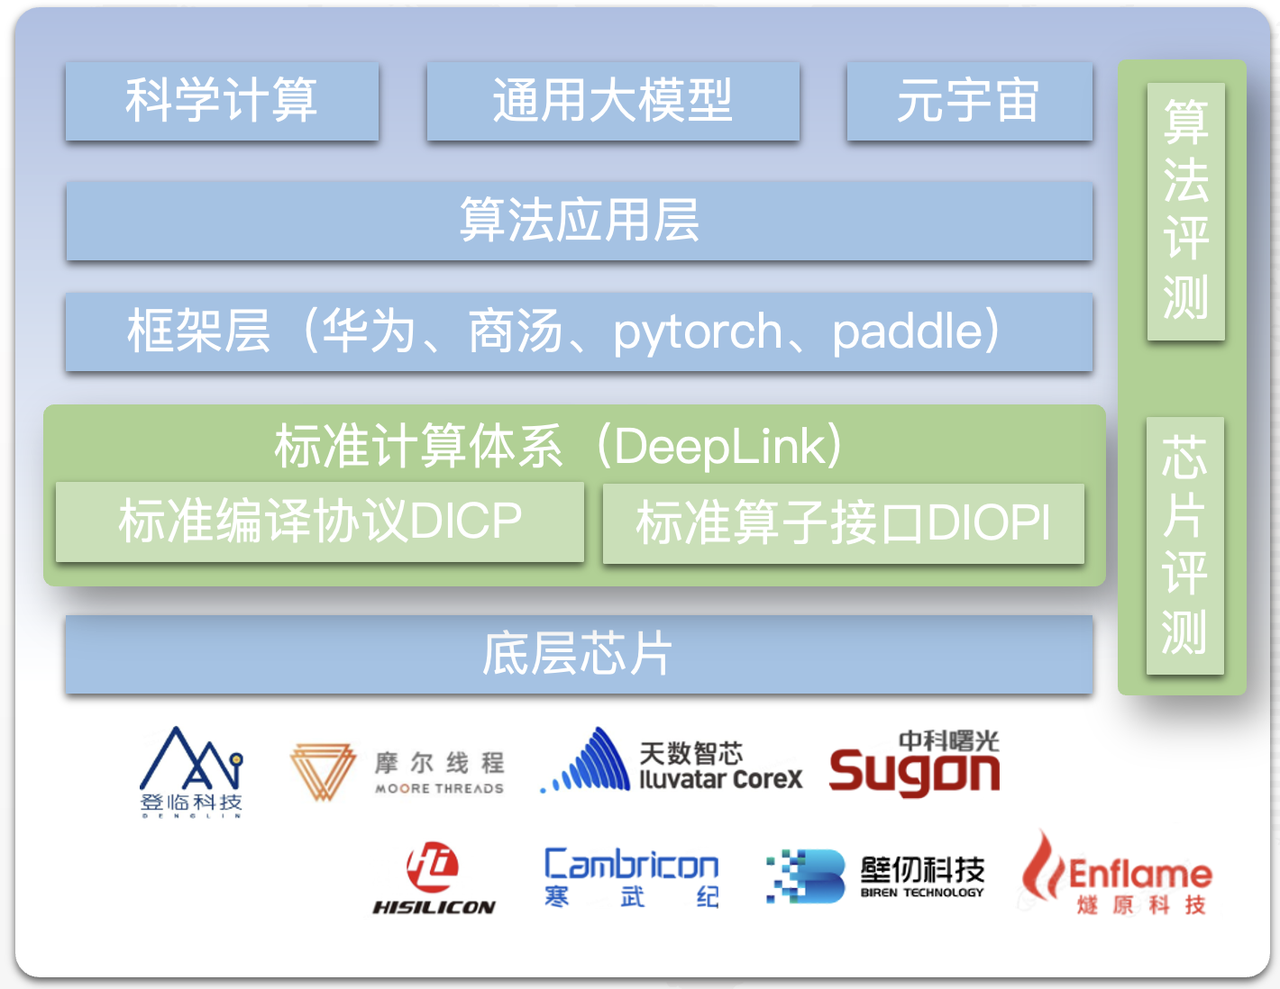 科学计算
通用大模型
元宇宙
算法应用层
框架层（华为、商汤、pytorch、paddle）
标准计算体系（DeepLink）
标准编译协议DICP
标准算子接口DIOPI
底层芯片
算法评测
芯片评测
登临科技
DENGLIN
摩尔线程
MOORE THREADS
天数智芯
Iluvatar CoreX
中科曙光
Sugon
Hi
HISILICON
Cambricon
寒武纪
壁仞科技
BIREN TECHNOLOGY
Enflame
燧原科技